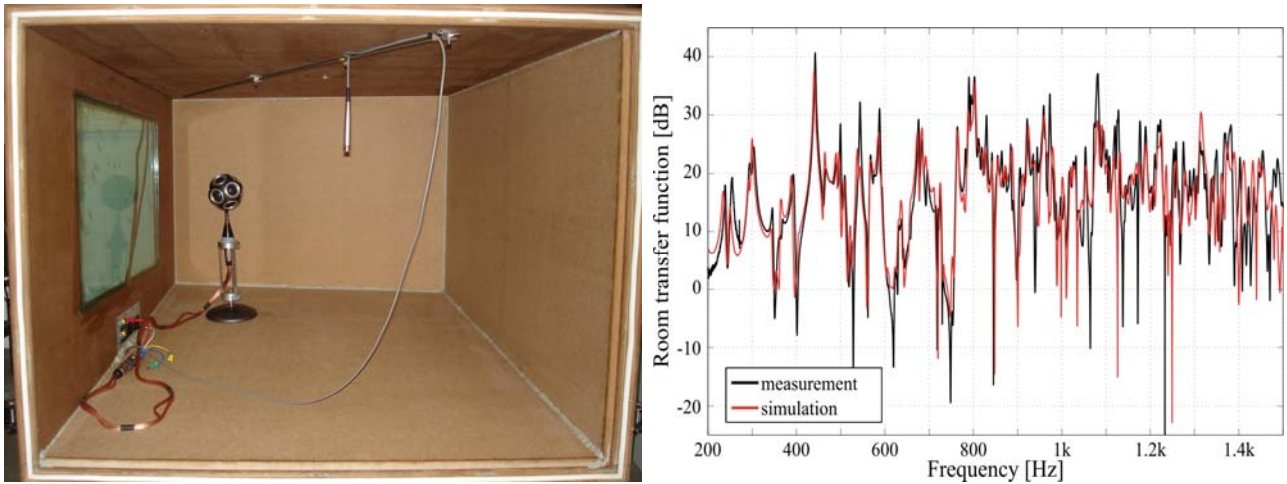 Room transfer function [dB]
40
30
20
10
0
-10
-20
measurement
simulation
200 400 600 800 1k 1.2k 1.4k
Frequency [Hz]